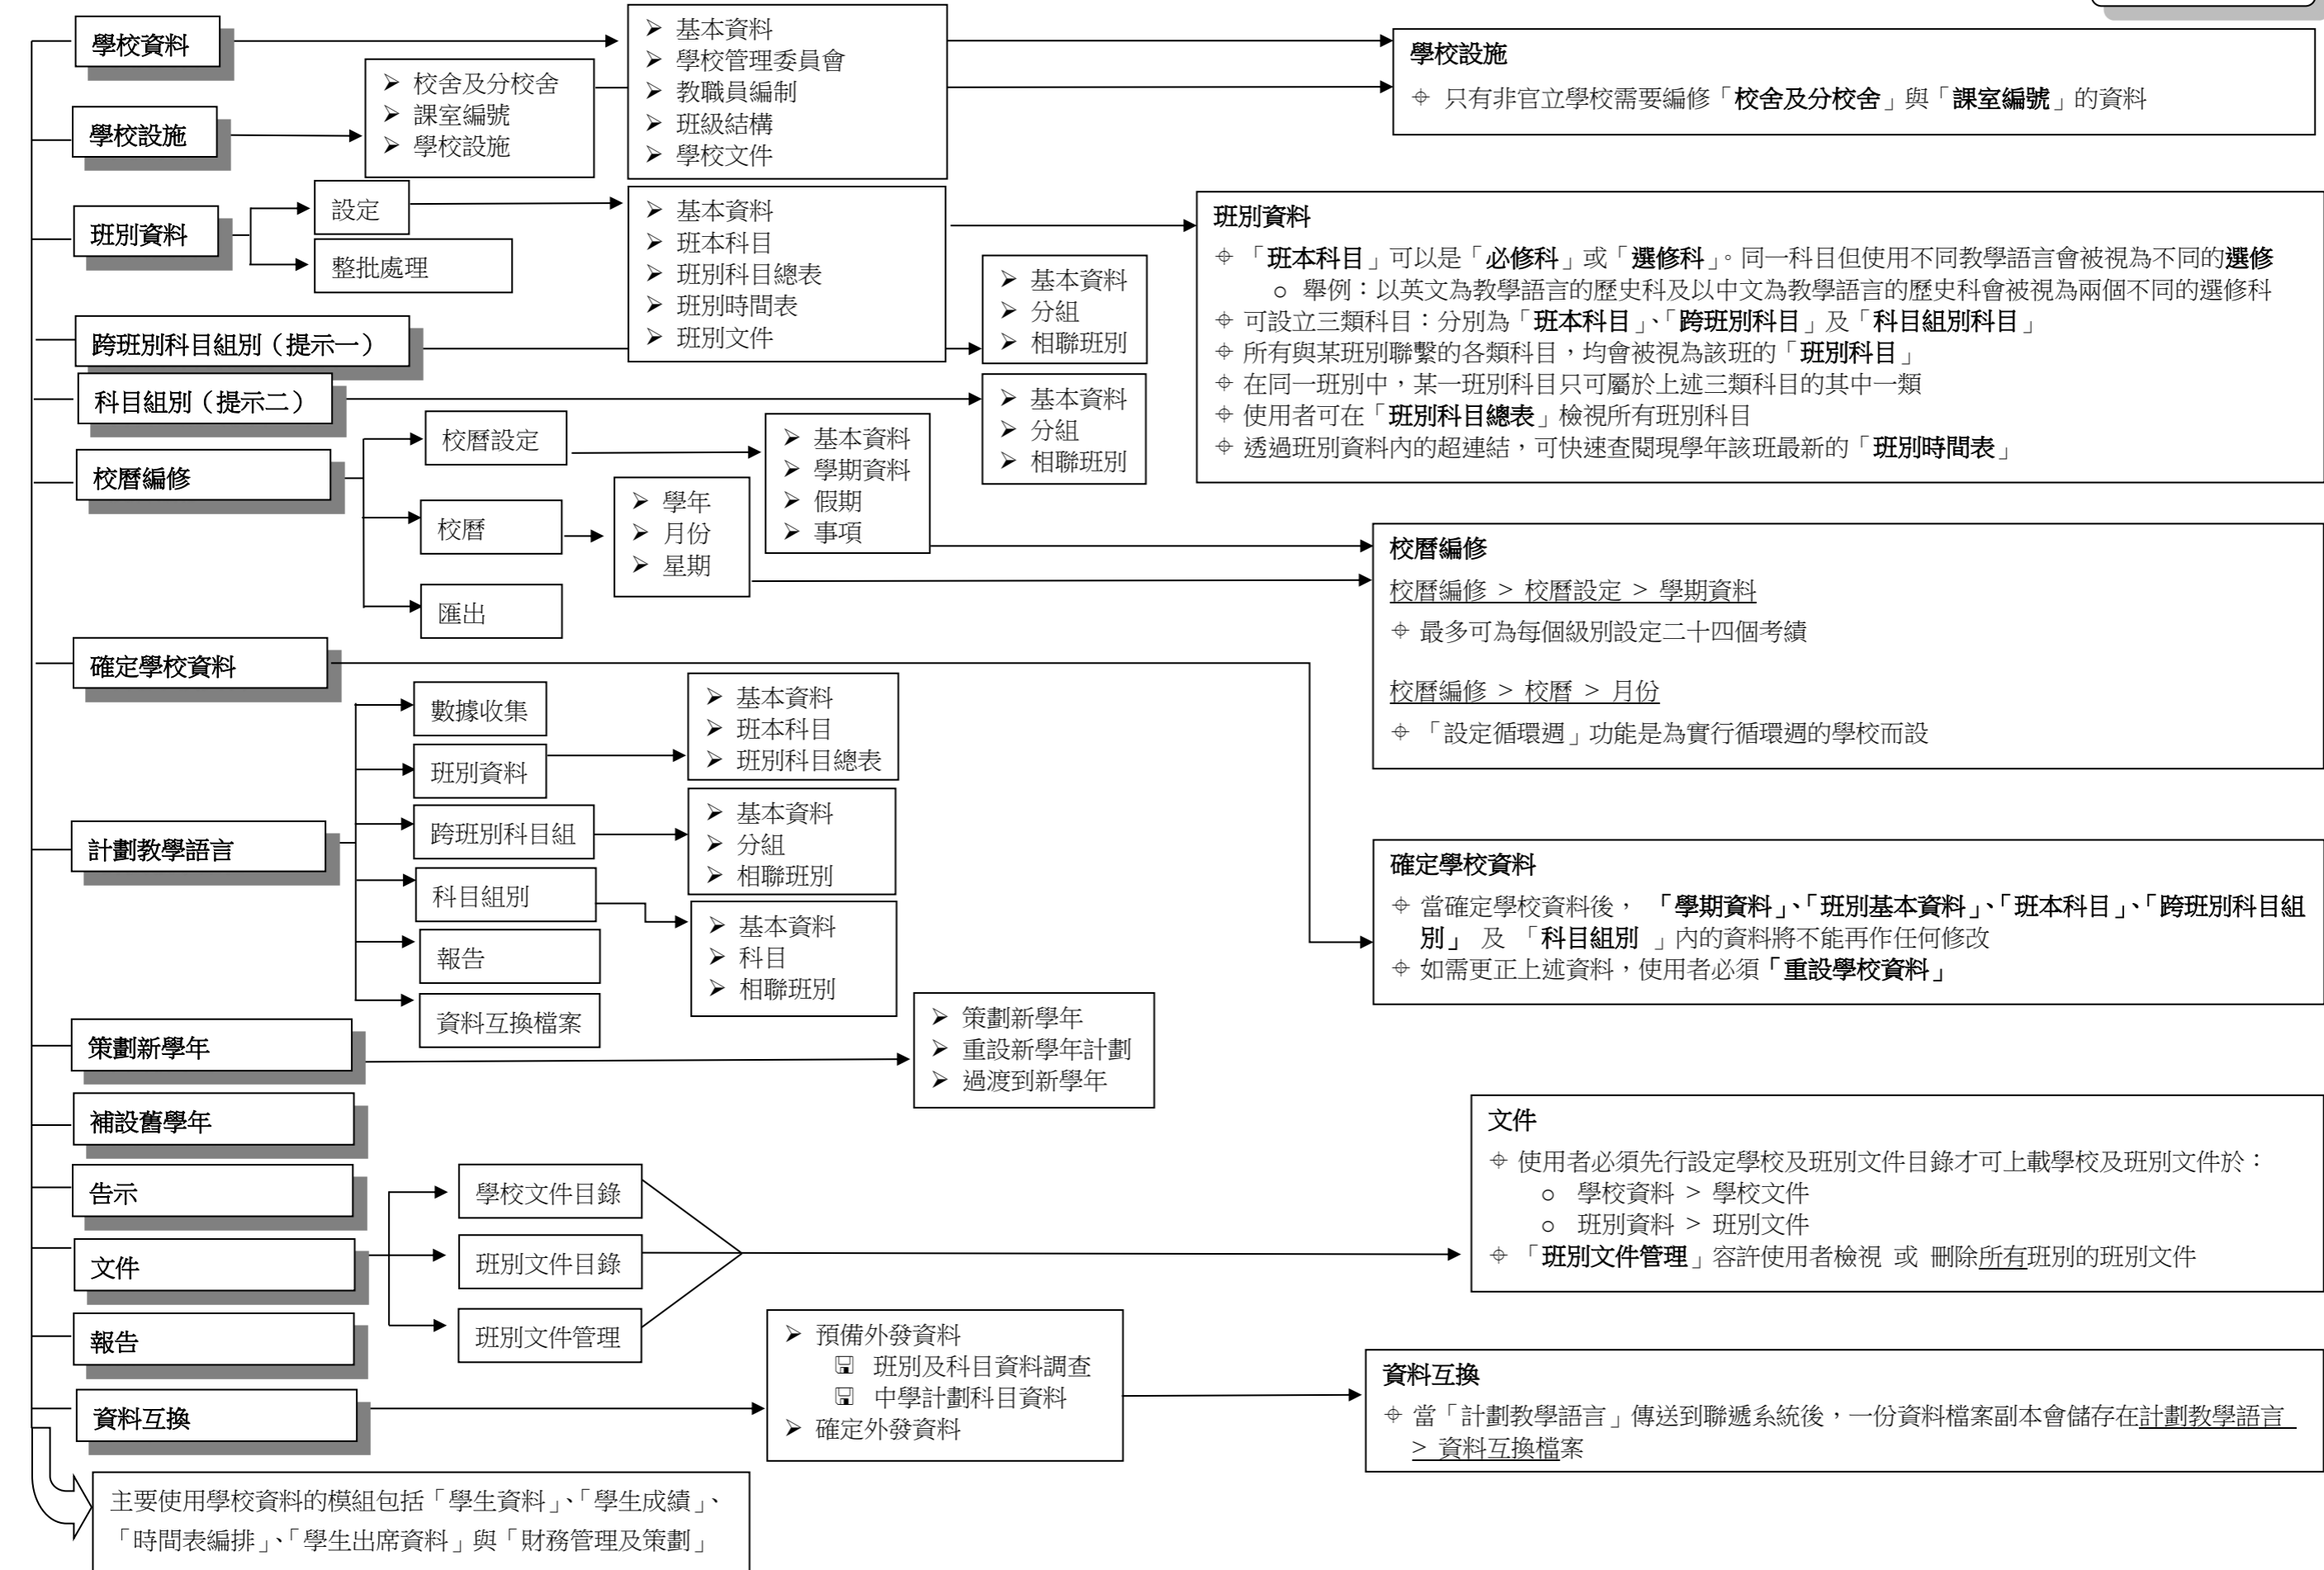 學校資料
➢ 基本資料
➢ 學校管理委員會
➢ 教職員編制
➢ 班級結構
➢ 學校文件
學校設施
⌖ 只有非官立學校需要編修「校舍及分校舍」與「課室編號」的資料
學校設施
➢ 校舍及分校舍
➢ 課室編號
➢ 學校設施
班別資料
設定
整批處理
➢ 基本資料
➢ 班本科目
➢ 班別科目總表
➢ 班別時間表
➢ 班別文件
班別資料
⌖ 「班本科目」可以是「必修科」或「選修科」。同一科目但使用不同教學語言會被視為不同的選修
o 舉例：以英文為教學語言的歷史科及以中文為教學語言的歷史科會被視為兩個不同的選修科
⌖ 可設立三類科目：分別為「班本科目」、「跨班別科目」及「科目組別科目」
⌖ 所有與某班別聯繫的各類科目，均會被視為該班的「班別科目」
⌖ 在同一班別中，某一班別科目只可屬於上述三類科目的其中一類
⌖ 使用者可在「班別科目總表」檢視所有班別科目
⌖ 透過班別資料內的超連結，可快速查閱現學年該班最新的「班別時間表」
跨班別科目組別（提示一）
➢ 基本資料
➢ 分組
➢ 相聯班別
科目組別（提示二）
➢ 基本資料
➢ 分組
➢ 相聯班別
校曆編修
校曆設定
校曆
匯出
➢ 基本資料
➢ 學期資料
➢ 假期
➢ 事項
➢ 學年
➢ 月份
➢ 星期
校曆編修
校曆編修 > 校曆設定 > 學期資料
⌖ 最多可為每個級別設定二十四個考績
校曆編修 > 校曆 > 月份
⌖ 「設定循環週」功能是為實行循環週的學校而設
確定學校資料
確定學校資料
⌖ 當確定學校資料後， 「學期資料」、「班別基本資料」、「班本科目」、「跨班別科目組
別」 及 「科目組別 」內的資料將不能再作任何修改
⌖ 如需更正上述資料，使用者必須「重設學校資料」
計劃教學語言
數據收集
班別資料
跨班別科目組
科目組別
報告
資料互換檔案
➢ 基本資料
➢ 班本科目
➢ 班別科目總表
➢ 基本資料
➢ 分組
➢ 相聯班別
➢ 基本資料
➢ 科目
➢ 相聯班別
策劃新學年
➢ 策劃新學年
➢ 重設新學年計劃
➢ 過渡到新學年
補設舊學年
告示
文件
學校文件目錄
班別文件目錄
班別文件管理
文件
⌖ 使用者必須先行設定學校及班別文件目錄才可上載學校及班別文件於：
o 學校資料 > 學校文件
o 班別資料 > 班別文件
⌖ 「班別文件管理」容許使用者檢視 或 刪除所有班別的班別文件
報告
資料互換
➢ 預備外發資料
🖫 班別及科目資料調查
🖫 中學計劃科目資料
➢ 確定外發資料
資料互換
⌖ 當「計劃教學語言」傳送到聯遞系統後，一份資料檔案副本會儲存在計劃教學語言
> 資料互換檔案
主要使用學校資料的模組包括「學生資料」、「學生成績」、
「時間表編排」、「學生出席資料」與「財務管理及策劃」